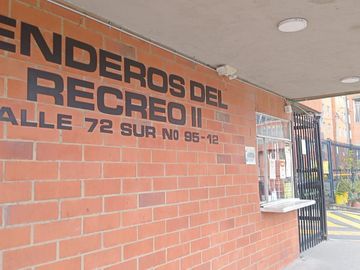 ENDEROS DEL
RECREO II
ALLE 72 SUR Nº 95-12